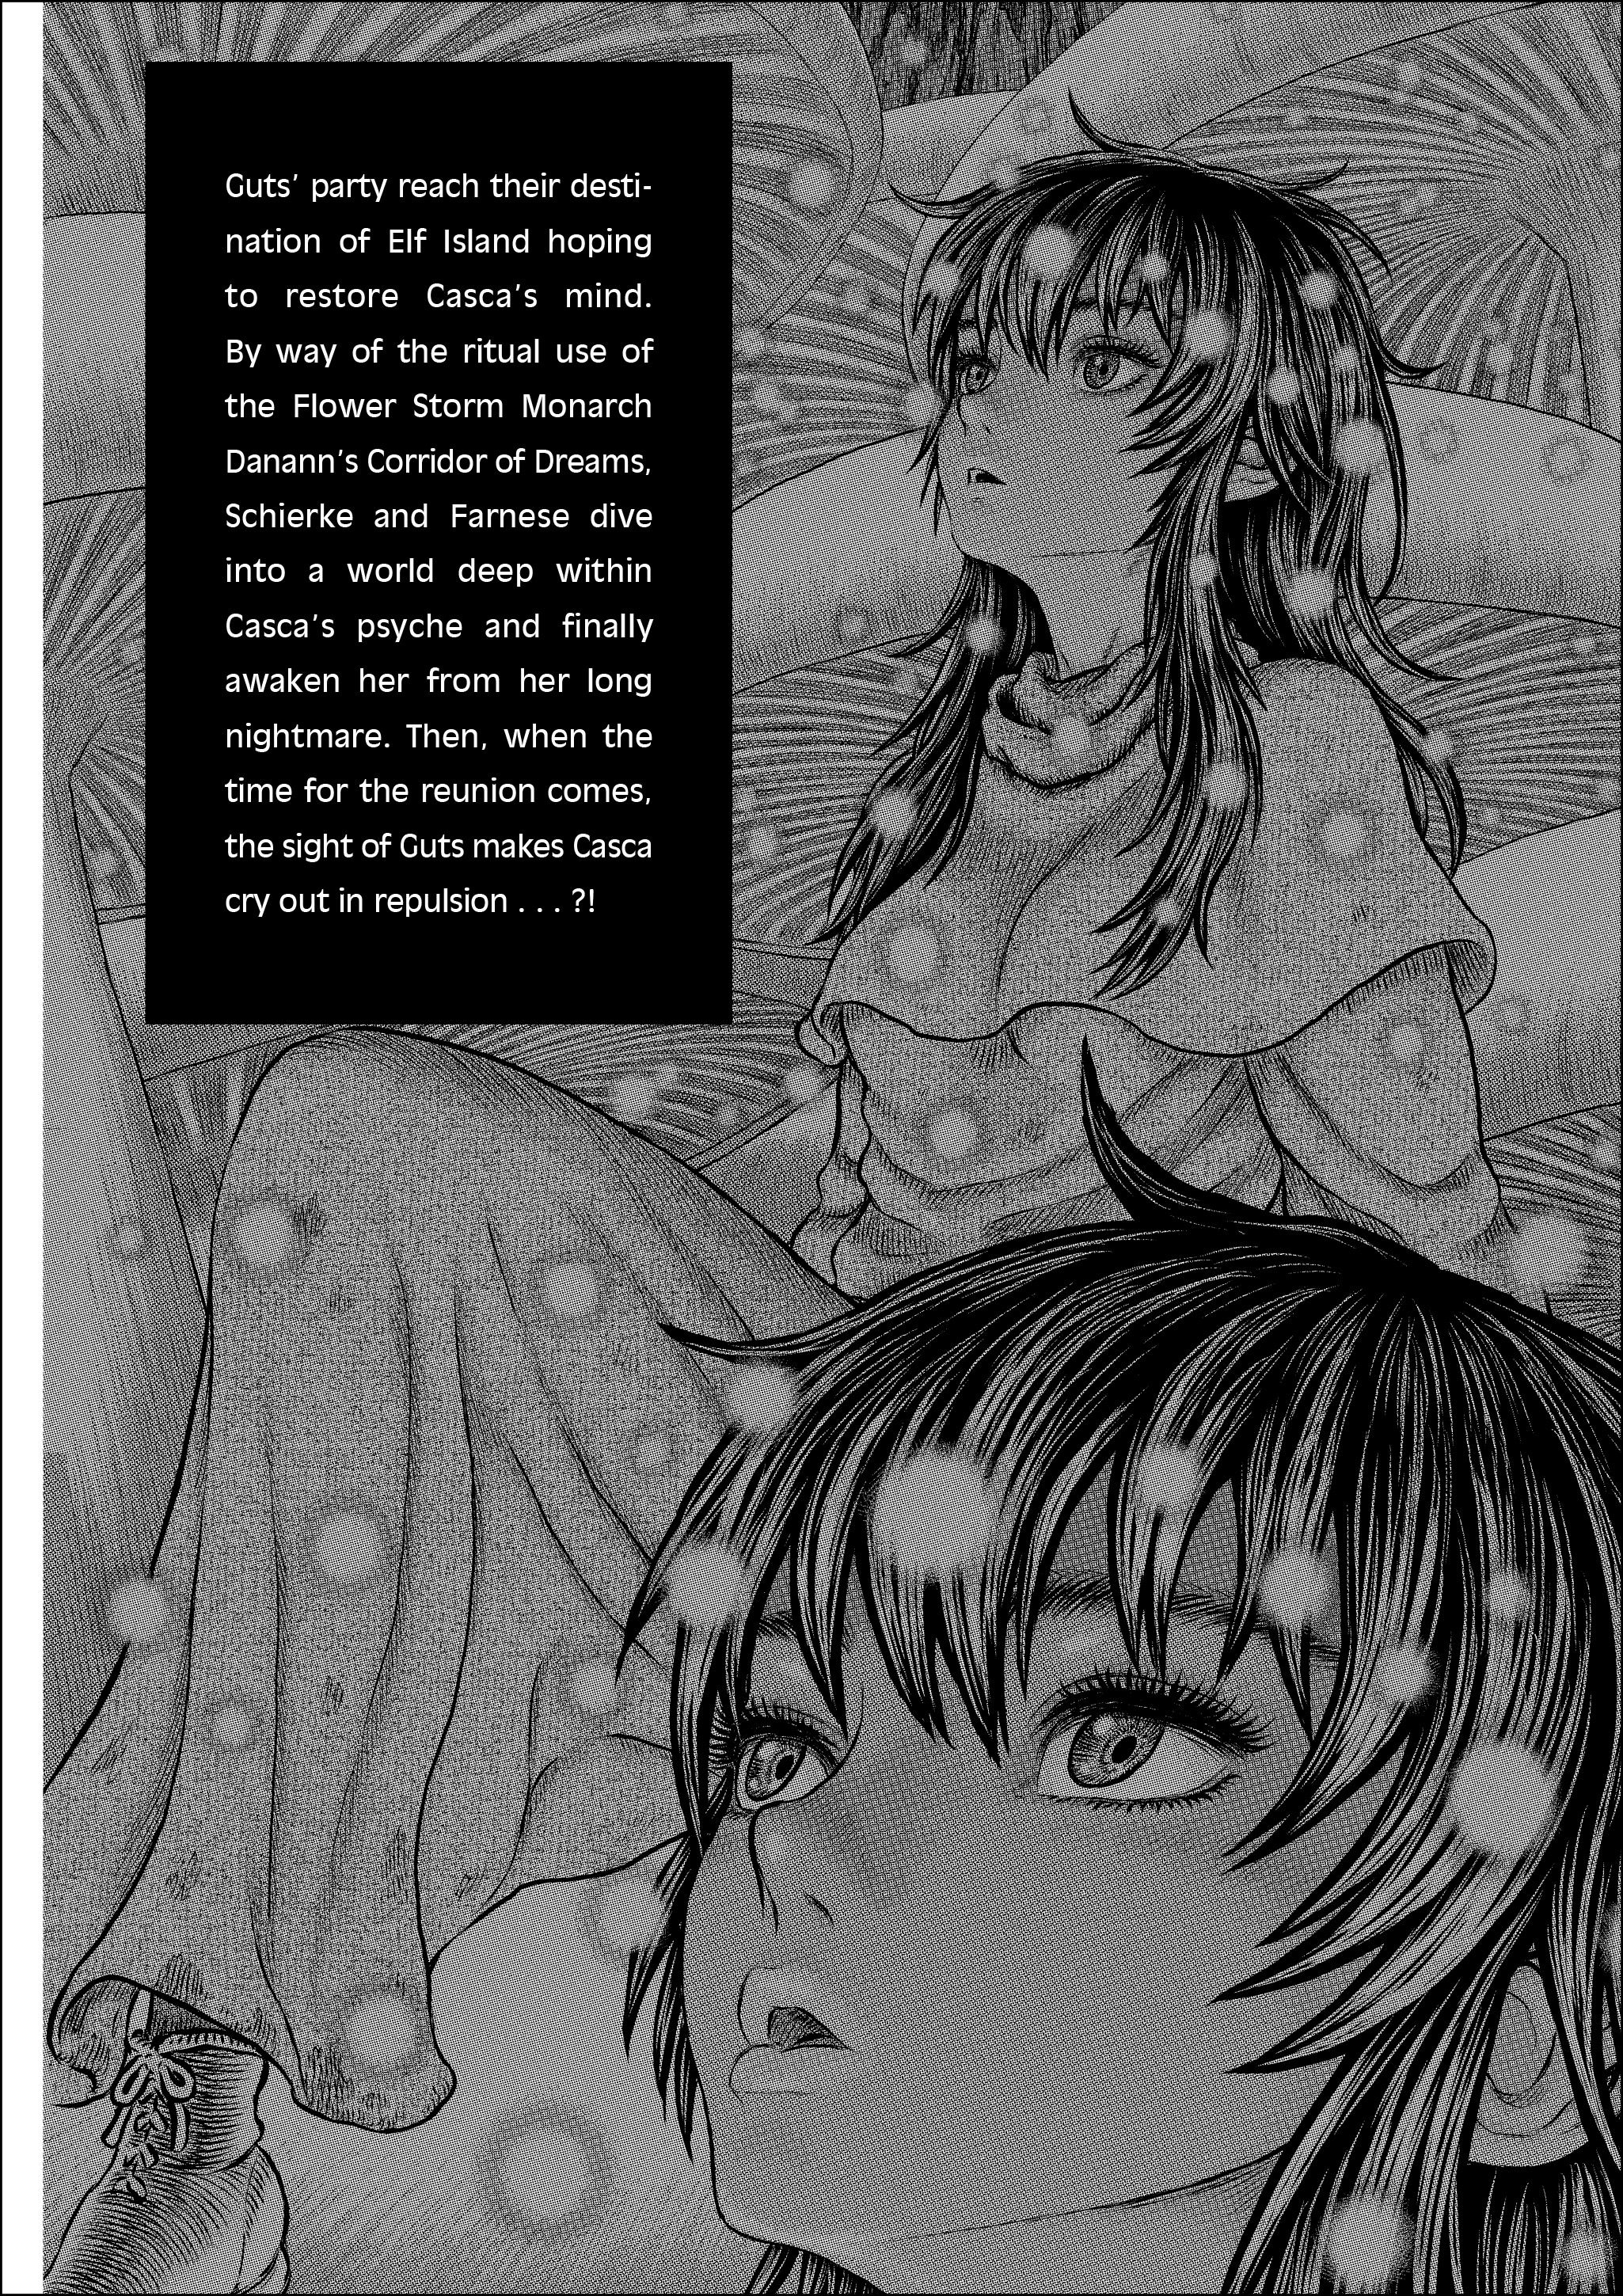 Guts’ party reach their desti-
nation of Elf Island hoping
to restore Casca’s mind.
By way of the ritual use of
the Flower Storm Monarch
Danann’s Corridor of Dreams,
Schierke and Farnese dive
into a world deep within
Casca’s psyche and finally
awaken her from her long
nightmare. Then, when the
time for the reunion comes,
the sight of Guts makes Casca
cry out in repulsion . . . ?!